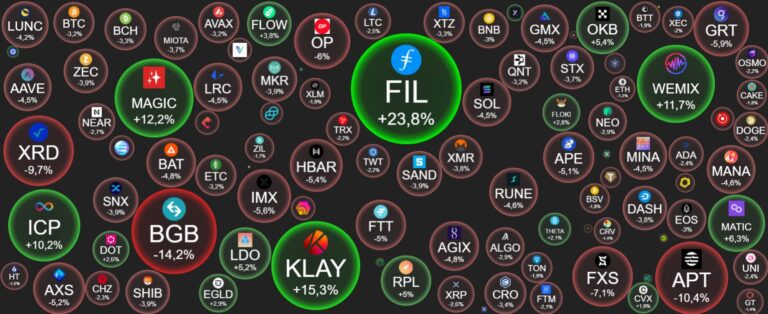 LUNC
-4,2%
BTC
-3,2%
BCH
-3,3%
MIOTA
-3,7%
AVAX
-3,2%
FLOW
+3,8%
OP
-6%
LTC
-2,5%
XTZ
-3,3%
BNB
-3%
GMX
-4,5%
OKB
+5,4%
BTT
-1,9%
XEC
-2%
GRT
-5,9%
OSMO
-2,2%
AAVE
-4,5%
ZEC
-3,9%
MAGIC
+12,2%
LRC
-4,5%
MKR
-3,9%
XLM
-1,9%
FIL
+23,8%
SOL
-4,5%
QNT
-3,2%
STX
-3,7%
ETH
WEMIX
+11,7%
CAKE
-1,6%
NEAR
-2,7%
TRX
-2,2%
FLOKI
+2,8%
NEO
-2,9%
DOGE
-2,4%
XRD
-9,7%
BAT
-4,8%
ETC
-3,2%
ZIL
-1,7%
HBAR
-5,4%
TWT
-2,2%
SAND
-3,9%
XMR
-3,8%
APE
-5,1%
MINA
-4,5%
ADA
-2,4%
MANA
-4,6%
SNX
-3,9%
IMX
-5,6%
RUNE
-4,6%
BSV
-1,8%
DASH
-3,8%
EOS
-3%
ICP
+10,2%
DOT
+2,6%
BGB
-14,2%
LDO
+5,2%
FTT
-5%
AGIX
-4,8%
ALGO
-2,9%
THETA
+2,1%
CRV
-1,4%
MATIC
+6,3%
HT
-1,3%
AXS
-5,2%
CHZ
-2,3%
SHIB
-3,9%
EGLD
+2,9%
KLAY
+15,3%
RPL
+5%
XRP
-2,6%
CRO
-3,4%
TON
-1,9%
FTM
-2,1%
FXS
-7,1%
CVX
+1,9%
APT
-10,4%
UNI
-2,4%
GT
-1,4%